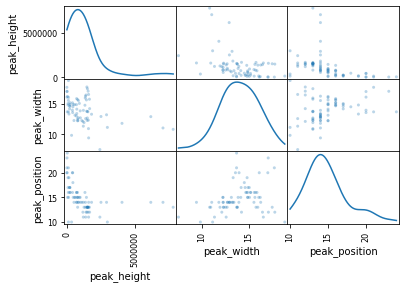 peak_height
5000000
0
peak_width
15
10
peak_position
20
15
10
0
5000000
10
15
10
20
peak_height
peak_width
peak_position